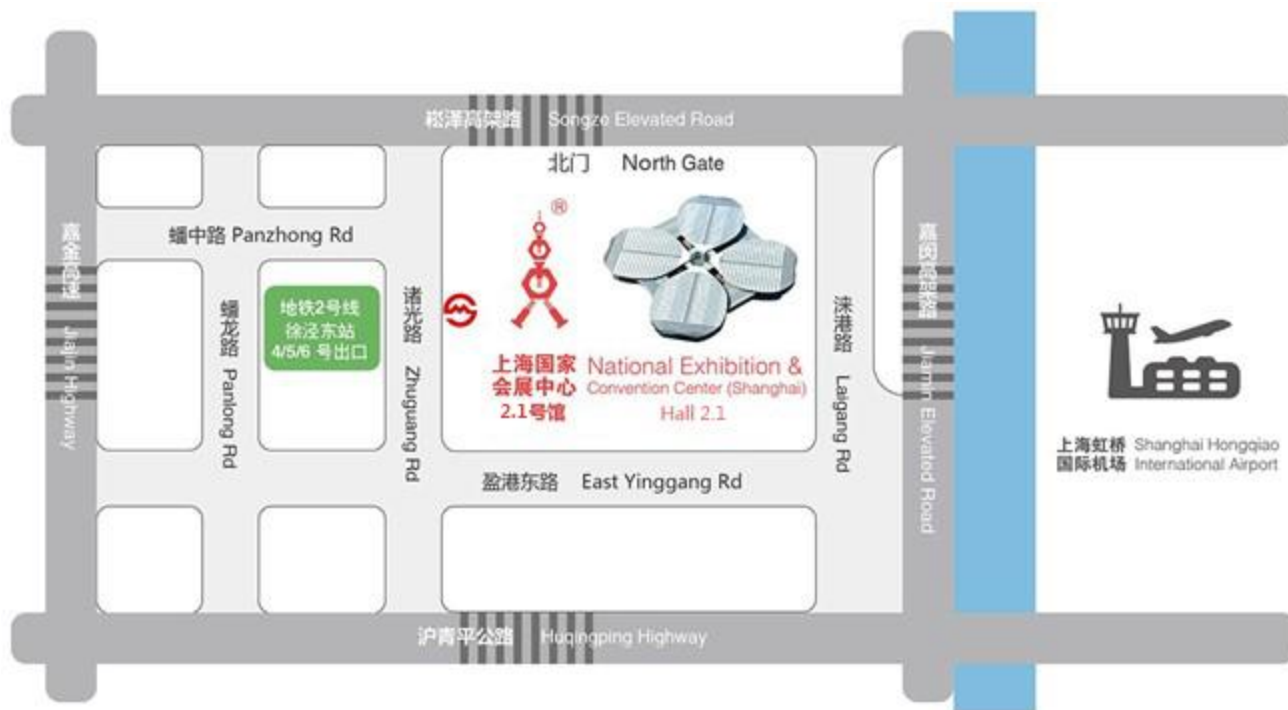 崧泽高架路 Songze Elevated Road
北门 North Gate
®
蟠中路 Panzhong Rd
嘉金高速 Jiajin Highway
蟠龙路 Panlong Rd
地铁2号线
徐泾东站
4/5/6 号出口
诸光路 Zhuguang Rd
上海国家 National Exhibition &
会展中心 Convention Center (Shanghai)
2.1号馆 Hall 2.1
涞港路 Laigang Rd
嘉闵高架路 Jiamin Elevated Road
上海虹桥 Shanghai Hongqiao
国际机场 International Airport
盈港东路 East Yinggang Rd
沪青平公路 Huqingping Highway